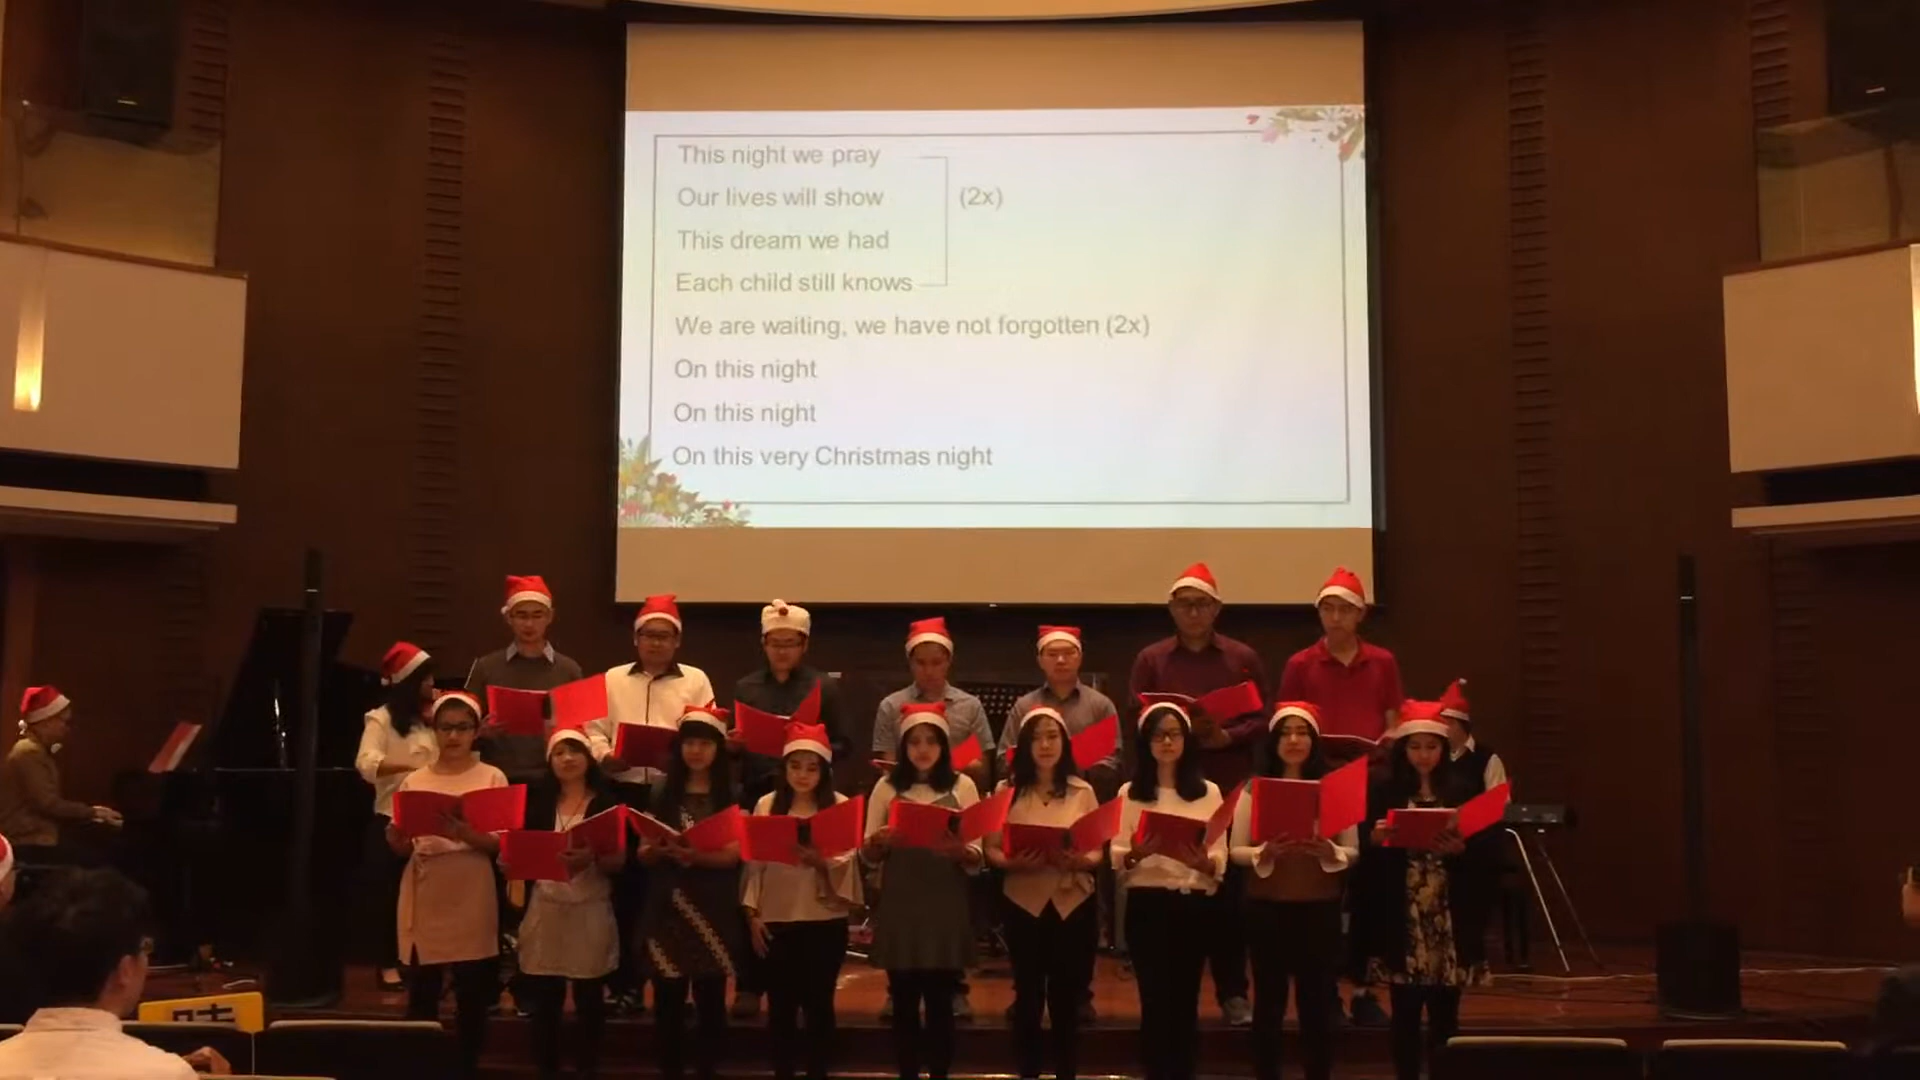 This night we pray
Our lives will show (2x)
This dream we had
Each child still knows
We are waiting, we have not forgotten (2x)
On this night
On this night
On this very Christmas night